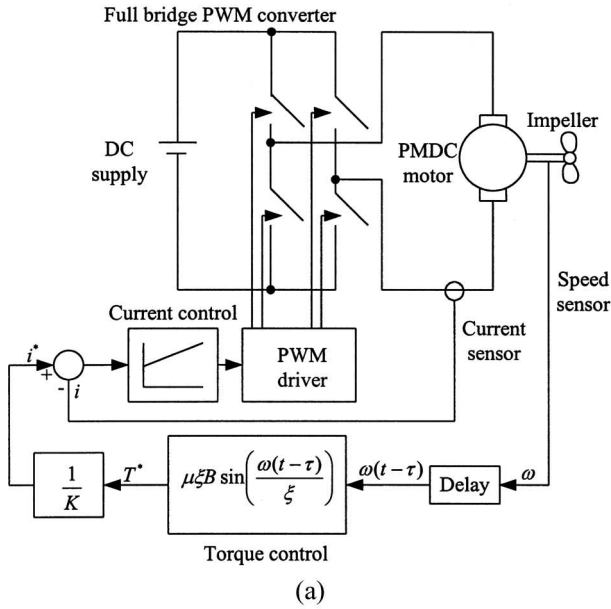 Full bridge PWM converter
DC
supply
PMDC
motor
Impeller
Speed
sensor
Current control
Current
sensor
i*
+
-
i
PWM
driver
1
K
T*
μξB sin(ω(t − τ)/ξ)
ω(t − τ)
Delay
ω
Torque control
(a)